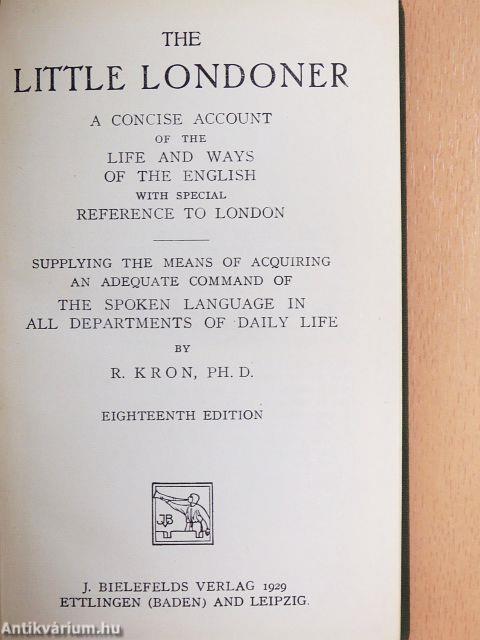 THE
LITTLE LONDONER
A CONCISE ACCOUNT
OF THE
LIFE AND WAYS
OF THE ENGLISH
WITH SPECIAL
REFERENCE TO LONDON
SUPPLYING THE MEANS OF ACQUIRING
AN ADEQUATE COMMAND OF
THE SPOKEN LANGUAGE IN
ALL DEPARTMENTS OF DAILY LIFE
BY
R. KRON, PH. D.
EIGHTEENTH EDITION
JB
J. BIELEFELDS VERLAG 1929
ETTLINGEN (BADEN) AND LEIPZIG.
Antikvárium.hu